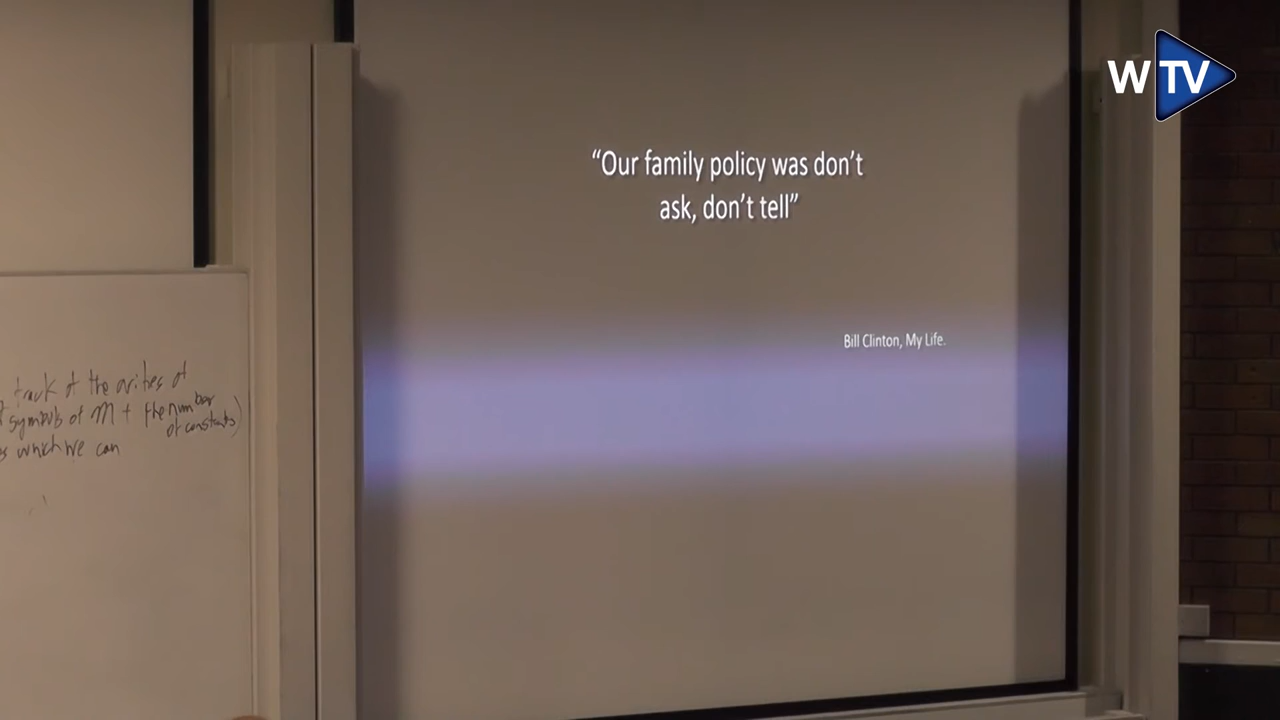 W TV
“Our family policy was don’t
ask, don’t tell”
Bill Clinton, My Life.
track of the arities of
symbols of M + the number
of constants)
which we can